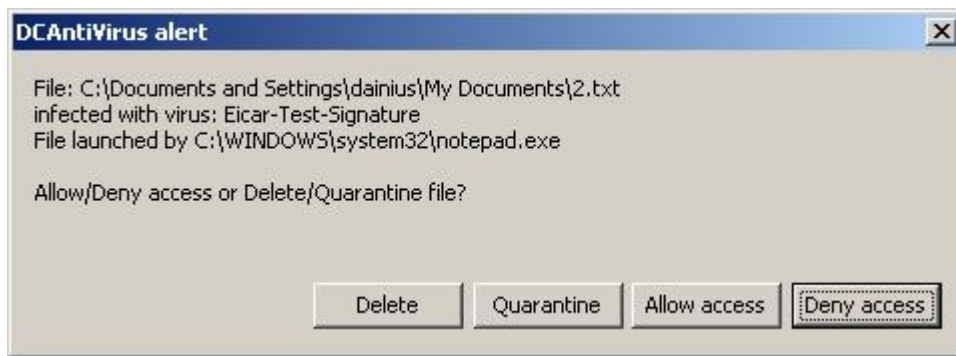 DCAntiVirus alert
File: C:\Documents and Settings\dainius\My Documents\2.txt
infected with virus: Eicar-Test-Signature
File launched by C:\WINDOWS\system32\notepad.exe
Allow/Deny access or Delete/Quarantine file?
Delete Quarantine Allow access Deny access